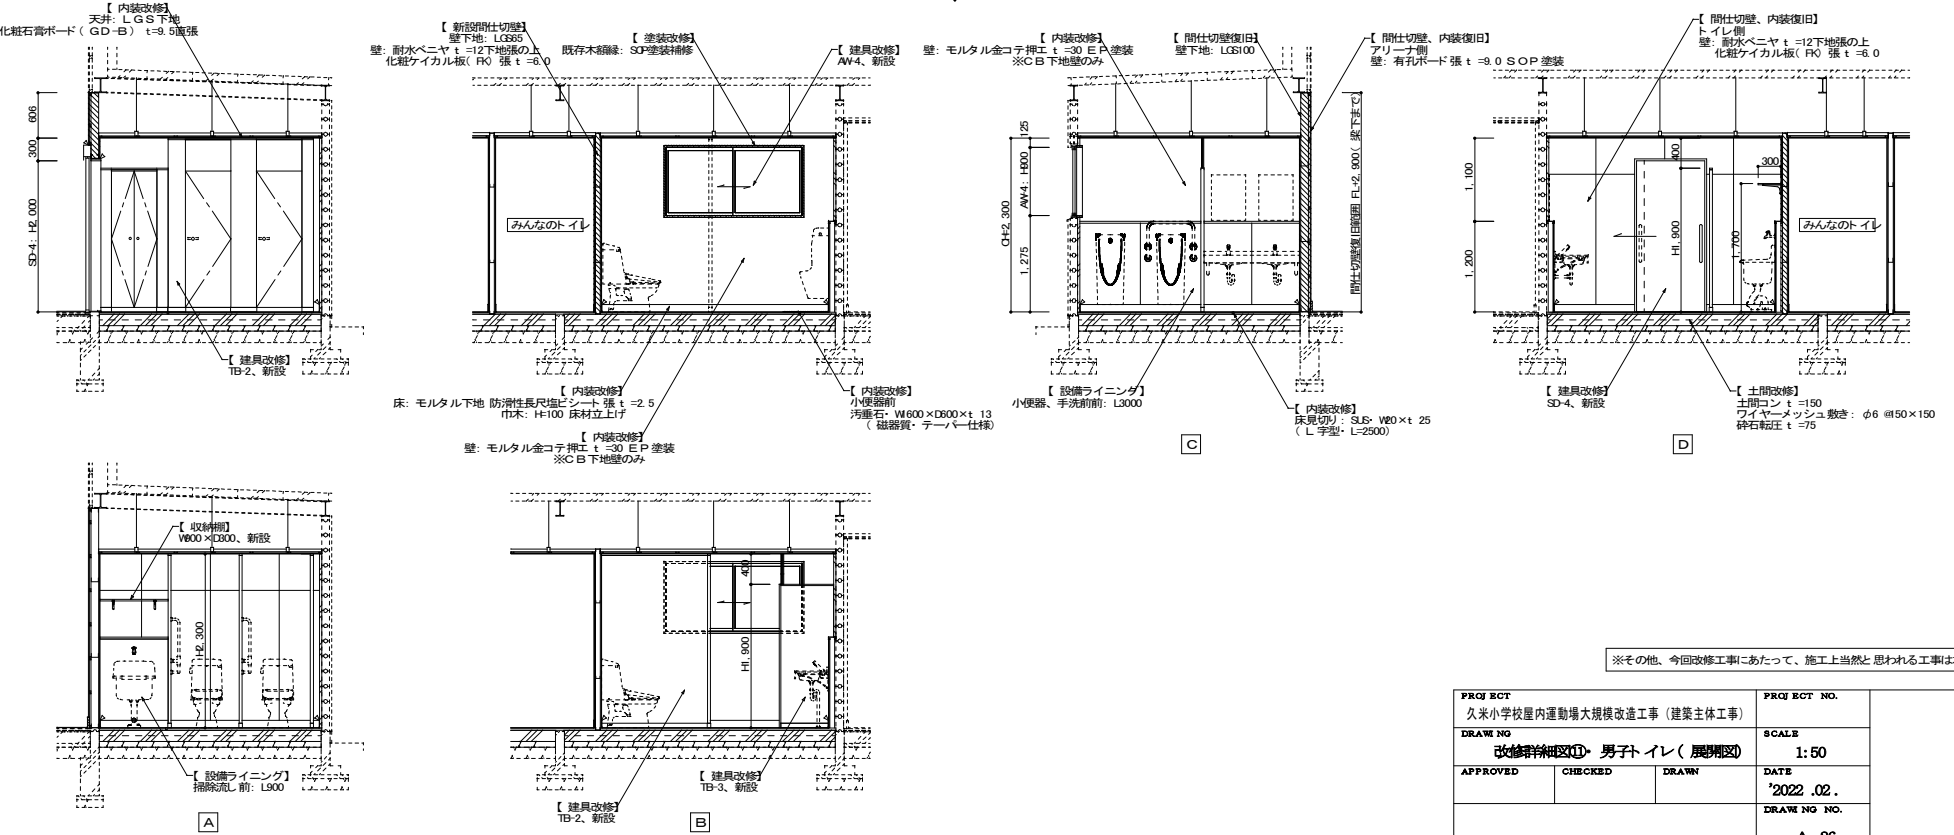 【 内装改修】
天井: ＬＧＳ下地
化粧石膏ボード( ＧＤ-Ｂ) t=9.5直張
606
300
SD-4: H2,000
【 建具改修】
TB-2、新設
【 新設間仕切壁】
壁下地: LGS65
壁: 耐水ベニヤ t =12下地張の上
化粧ケイカル板( FK) 張 t =6.0
【 塗装改修】
既存木額縁: SOP塗装補修
【 建具改修】
AW-4、新設
みんなのトイレ
【 内装改修】
床: モルタル下地 防滑性長尺塩ビシート 張 t =2.5
巾木: H=100 床材立上げ
【 内装改修】
壁: モルタル金コテ押エ t =30 ＥＰ塗装
※ＣＢ下地壁のみ
【 内装改修】
小便器前
汚垂石・ W1600×D600×t 13
( 磁器質・ テーパー仕様)
【 内装改修】
壁: モルタル金コテ押エ t =30 ＥＰ塗装
※ＣＢ下地壁のみ
【 間仕切壁復旧】
壁下地: LGS100
【 間仕切壁、内装復旧】
アリーナ側
壁: 有孔ボード張 t =9.0 ＳＯＰ塗装
125
AW-4: H900
CH=2,300
1,275
間仕切壁復旧範囲 FL+2,900( 梁下まで)
【 設備ライニング】
小便器、手洗前前: L3000
【 内装改修】
床見切り: SUS・ W20×t 25
( Ｌ字型・ L=2500)
C
【 間仕切壁、内装復旧】
トイレ側
壁: 耐水ベニヤ t =12下地張の上
化粧ケイカル板( FK) 張 t =6.0
1,100
1,200
400
300
H1,900
1,700
みんなのトイレ
【 建具改修】
SD-4、新設
【 土間改修】
土間コン t =150
ワイヤーメッシュ敷き: φ6 @150×150
砕石転圧 t =75
D
【 収納棚】
W900×D300、新設
H2,300
【 設備ライニング】
掃除流し前: L900
A
400
H1,900
【 建具改修】
TB-3、新設
【 建具改修】
TB-2、新設
B
※その他、今回改修工事にあたって、施工上当然と思われる工事は
PROJECT
久米小学校屋内運動場大規模改造工事（建築主体工事）
PROJECT NO.
DRAWING
改修詳細図⑪・ 男子トイレ( 展開図)
SCALE
1:50
APPROVED
CHECKED
DRAWN
DATE
'2022 .02 .
DRAWING NO.